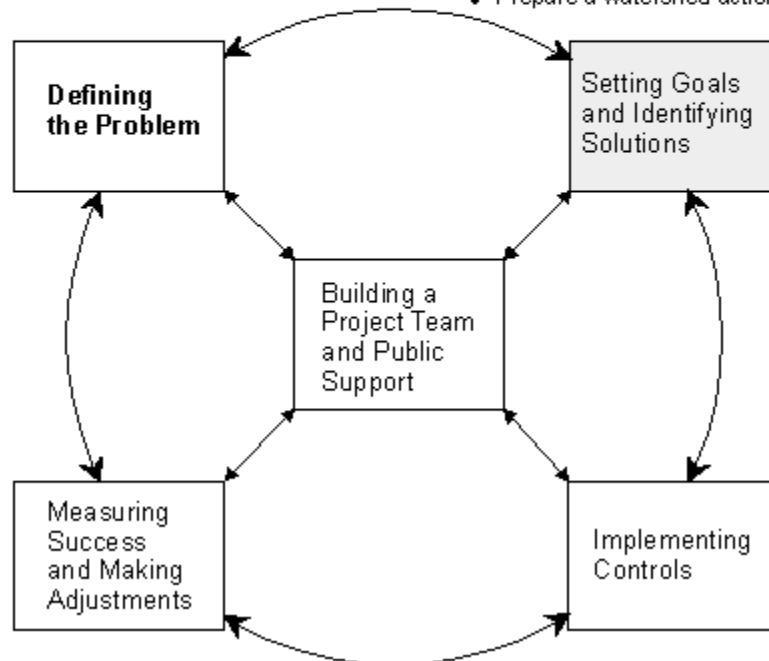 Defining
the Problem
Setting Goals
and Identifying
Solutions
Building a
Project Team
and Public
Support
Measuring
Success
and Making
Adjustments
Implementing
Controls